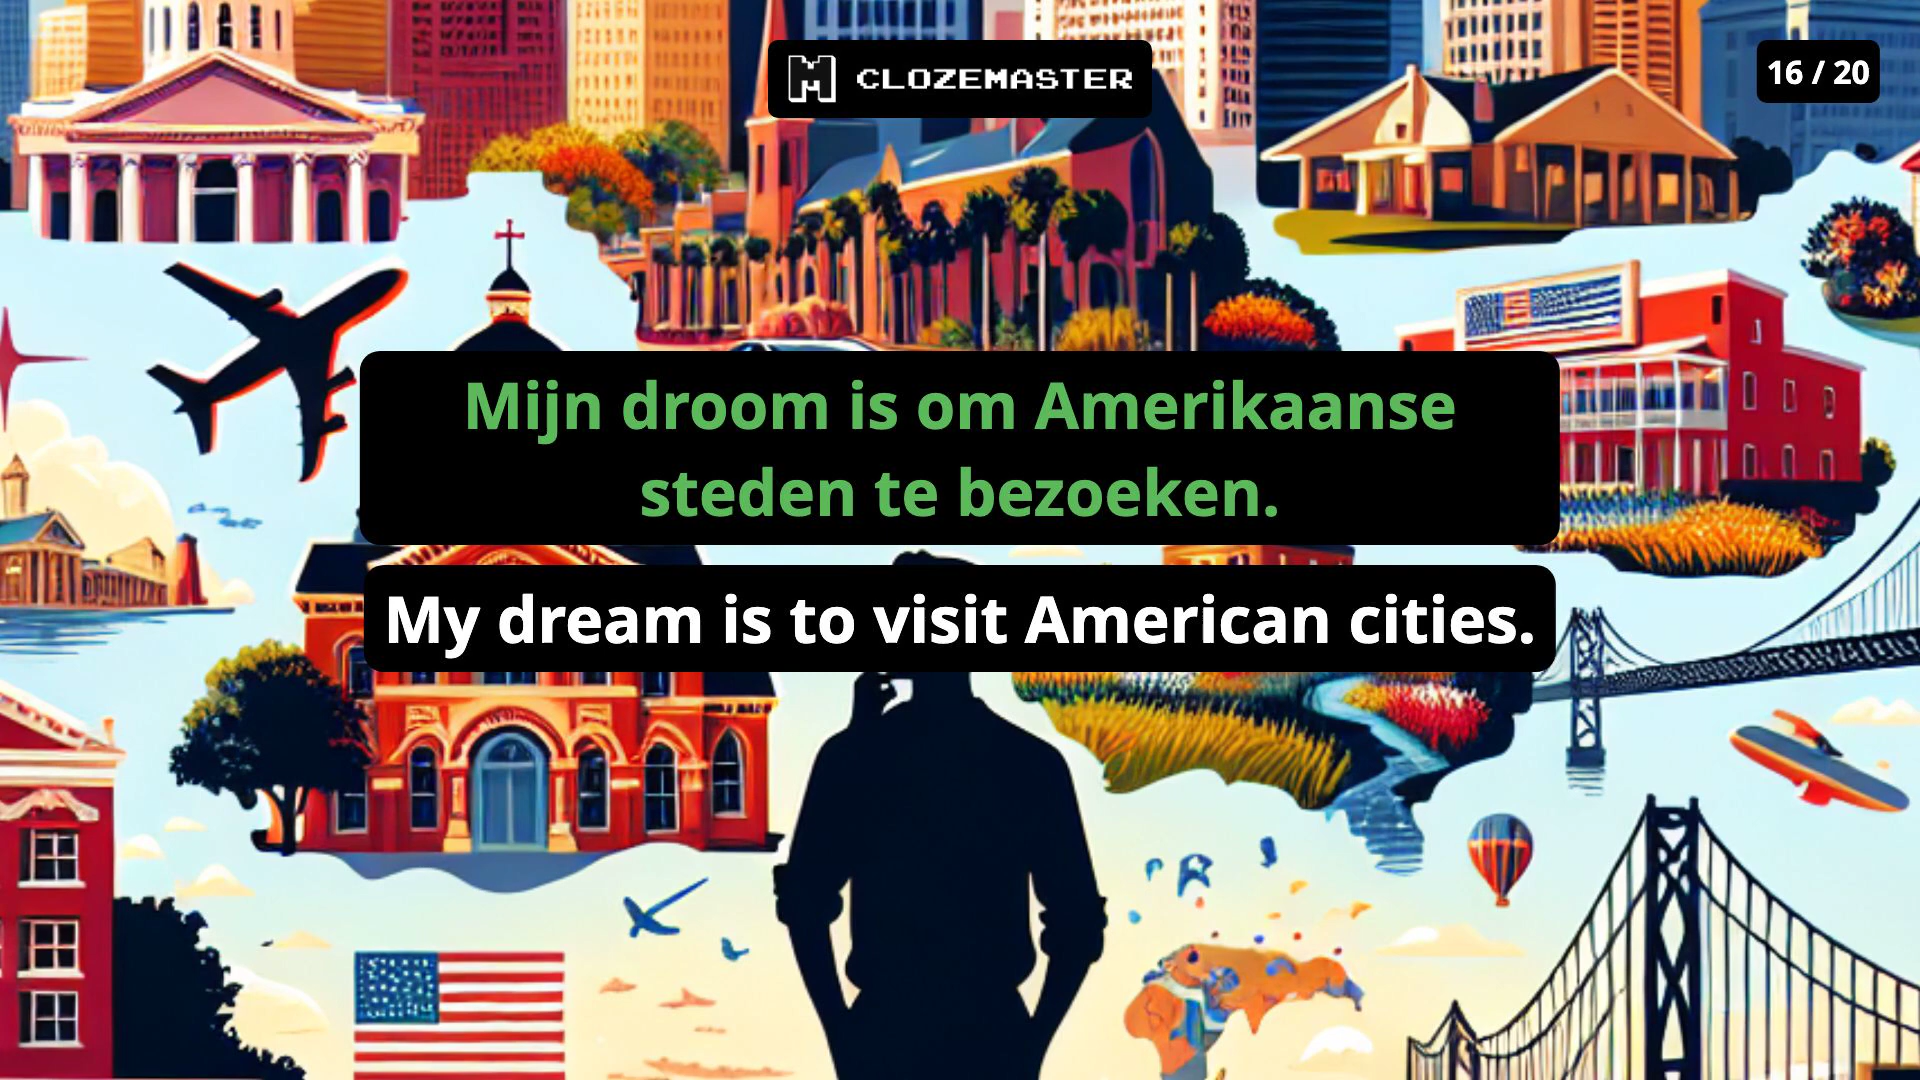 CLOZEMASTER
16 / 20
Mijn droom is om Amerikaanse
steden te bezoeken.
My dream is to visit American cities.